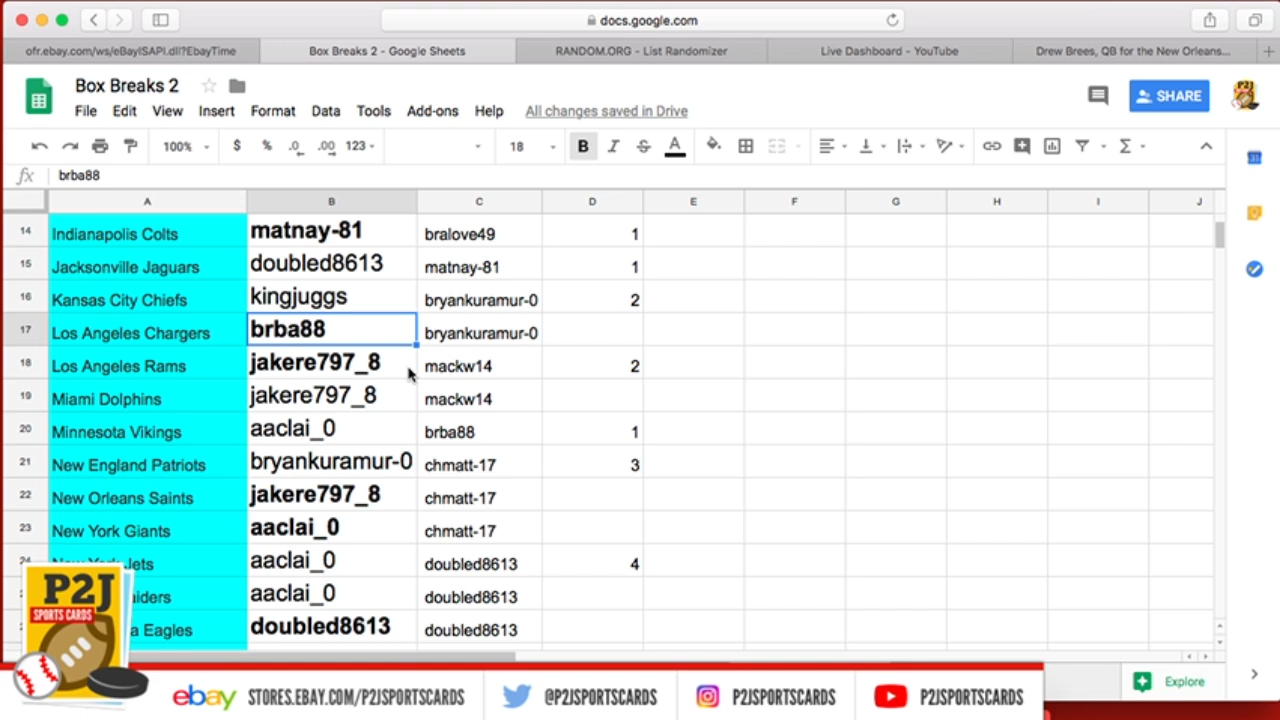 docs.google.com
ofr.ebay.com/ws/eBayISAPI.dll?EbayTime
Box Breaks 2 - Google Sheets
RANDOM.ORG - List Randomizer
Live Dashboard - YouTube
Drew Brees, QB for the New Orleans...
Box Breaks 2
File Edit View Insert Format Data Tools Add-ons Help All changes saved in Drive
SHARE
100% $ % .0 .00 123 18 B I S A Σ
fx brba88
A B C D E F G H I J
14 Indianapolis Colts matnay-81 bralove49 1
15 Jacksonville Jaguars doubled8613 matnay-81 1
16 Kansas City Chiefs kingjuggs bryankuramur-0 2
17 Los Angeles Chargers brba88 bryankuramur-0
18 Los Angeles Rams jakere797_8 mackw14 2
19 Miami Dolphins jakere797_8 mackw14
20 Minnesota Vikings aaclai_0 brba88 1
21 New England Patriots bryankuramur-0 chmatt-17 3
22 New Orleans Saints jakere797_8 chmatt-17
23 New York Giants aaclai_0 chmatt-17
24 New York Jets aaclai_0 doubled8613 4
aiders aaclai_0 doubled8613
a Eagles doubled8613 doubled8613
P2J
SPORTS CARDS
ebay STORES.EBAY.COM/P2JSPORTSCARDS
@P2JSPORTSCARDS
P2JSPORTSCARDS
P2JSPORTSCARDS
Explore